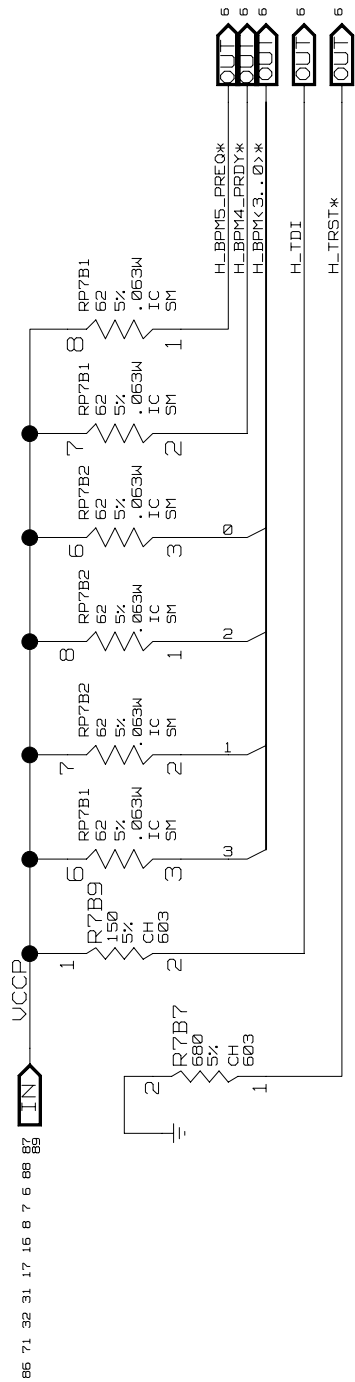 86 71 32 31 17 16 8 7 6 88 87
89
IN
VCCP
R7B7
680
5%
CH
603
2
1
R7B9
150
5%
CH
603
1
2
RP7B1
62
5%
.063W
IC
SM
6
3
3
RP7B2
62
5%
.063W
IC
SM
7
2
1
RP7B2
62
5%
.063W
IC
SM
8
1
2
RP7B2
62
5%
.063W
IC
SM
6
3
0
RP7B1
62
5%
.063W
IC
SM
7
2
RP7B1
62
5%
.063W
IC
SM
8
1
H_BPM5_PREQ*
OUT
6
H_BPM4_PRDY*
OUT
6
H_BPM<3..0>*
OUT
6
H_TDI
OUT
6
H_TRST*
OUT
6